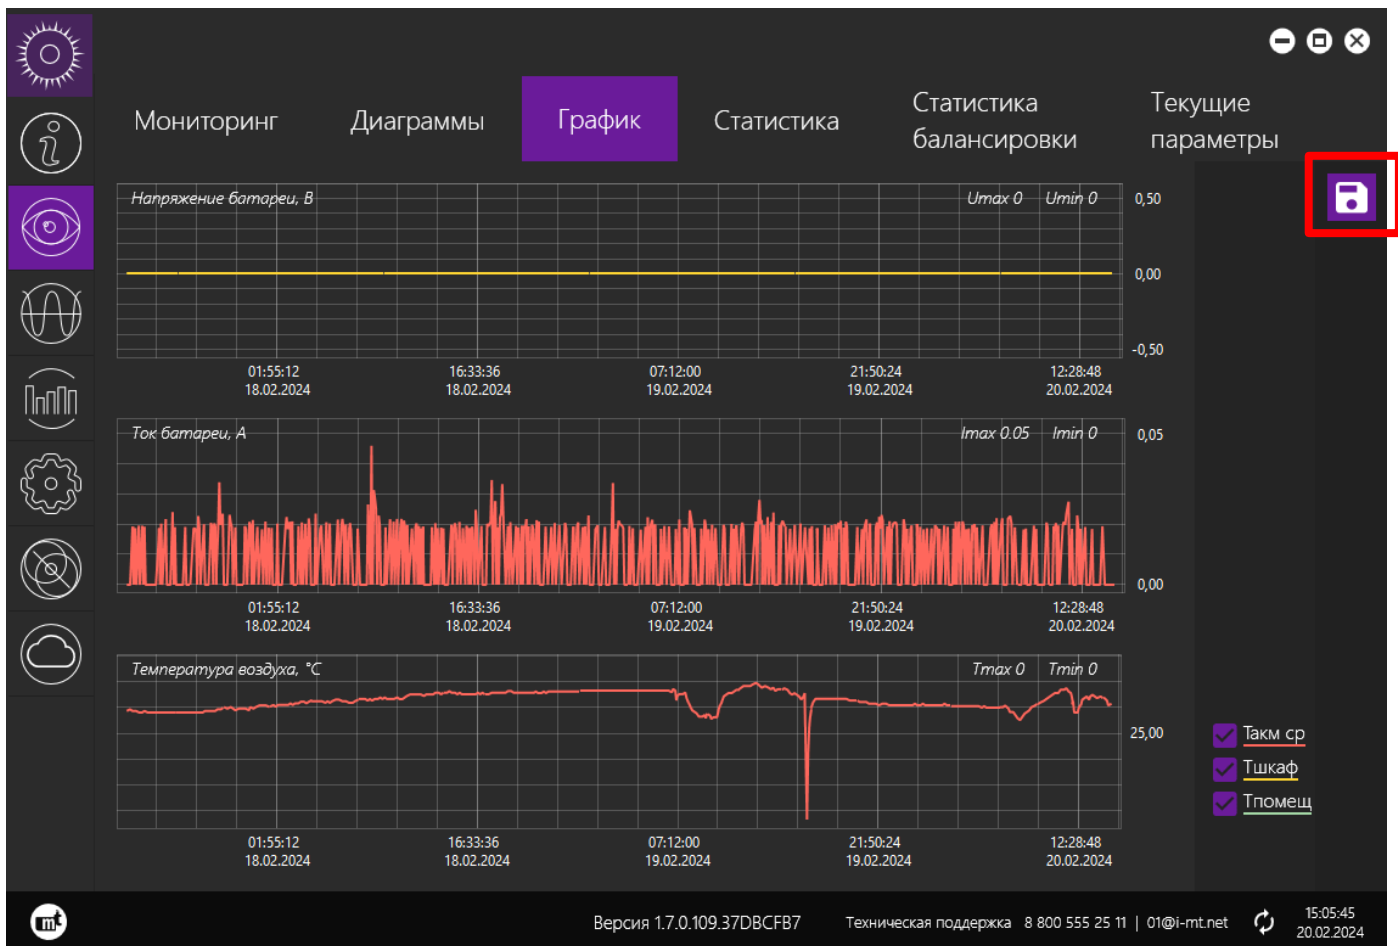 Мониторинг
Диаграммы
График
Статистика
Статистика
балансировки
Текущие
параметры
Напряжение батареи, В
Umax 0 Umin 0
0,50
0,00
-0,50
01:55:12 16:33:36 07:12:00 21:50:24 12:28:48
18.02.2024 18.02.2024 19.02.2024 19.02.2024 20.02.2024
Ток батареи, А
Imax 0.05 Imin 0
0,05
0,00
01:55:12 16:33:36 07:12:00 21:50:24 12:28:48
18.02.2024 18.02.2024 19.02.2024 19.02.2024 20.02.2024
Температура воздуха, °C
Tmax 0 Tmin 0
25,00
01:55:12 16:33:36 07:12:00 21:50:24 12:28:48
18.02.2024 18.02.2024 19.02.2024 19.02.2024 20.02.2024
Такм ср
Тшкаф
Тпомещ
mt
Версия 1.7.0.109.37DBCFB7
Техническая поддержка 8 800 555 25 11 | 01@i-mt.net
15:05:45
20.02.2024